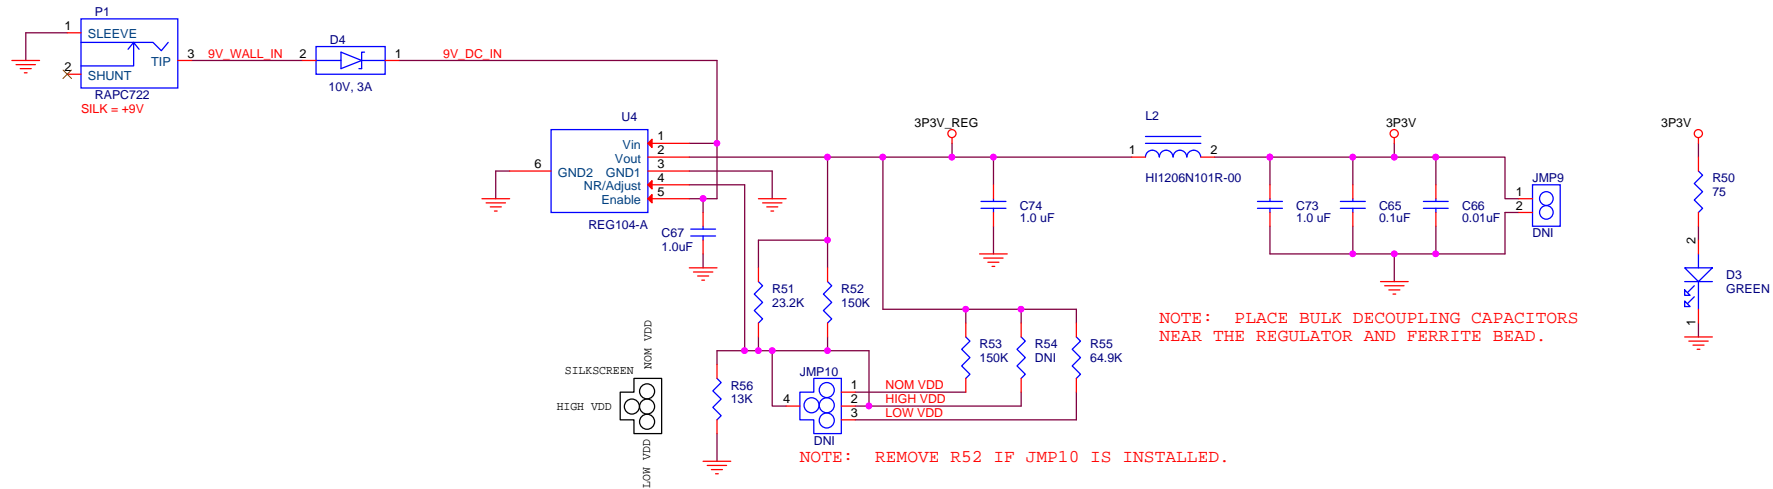 P1
1
SLEEVE
2
SHUNT
TIP
3
RAPC722
SILK = +9V
9V_WALL_IN
2
D4
1
10V, 3A
9V_DC_IN
U4
Vin
1
Vout
2
6
GND2
GND1
3
NR/Adjust
4
Enable
5
REG104-A
C67
1.0uF
3P3V_REG
C74
1.0 uF
L2
1
2
HI1206N101R-00
3P3V
C73
1.0 uF
C65
0.1uF
C66
0.01uF
JMP9
1
2
DNI
3P3V
R50
75
2
D3
GREEN
1
R51
23.2K
R52
150K
R53
150K
R54
DNI
R55
64.9K
NOTE: PLACE BULK DECOUPLING CAPACITORS
NEAR THE REGULATOR AND FERRITE BEAD.
R56
13K
JMP10
4
1
NOM VDD
2
HIGH VDD
3
LOW VDD
DNI
SILKSCREEN
NOM VDD
HIGH VDD
LOW VDD
NOTE: REMOVE R52 IF JMP10 IS INSTALLED.